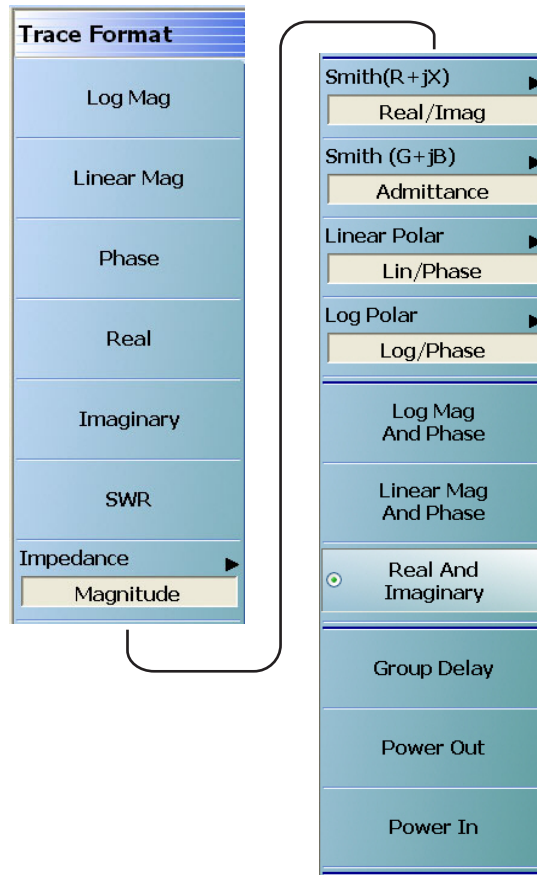 Trace Format
Log Mag
Linear Mag
Phase
Real
Imaginary
SWR
Impedance
Magnitude
Smith(R+jX)
Real/Imag
Smith (G+jB)
Admittance
Linear Polar
Lin/Phase
Log Polar
Log/Phase
Log Mag
And Phase
Linear Mag
And Phase
Real And
Imaginary
Group Delay
Power Out
Power In